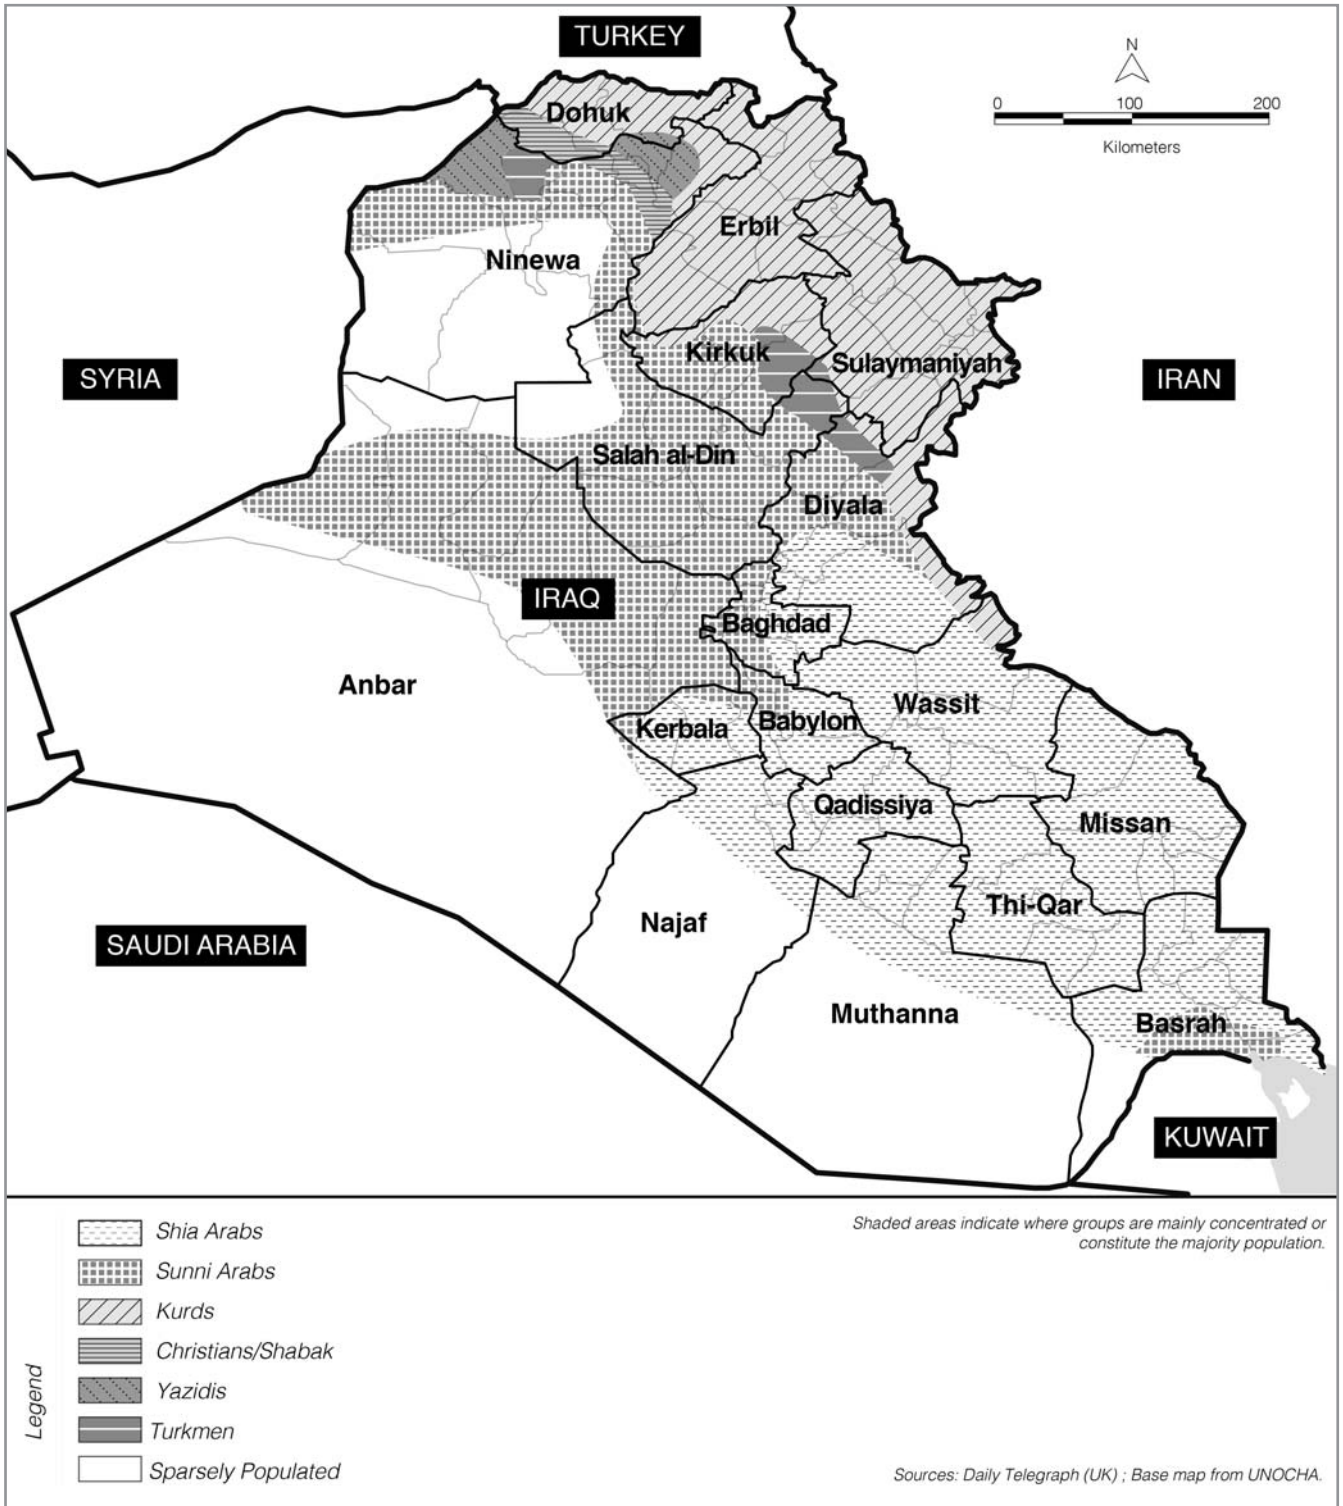 TURKEY
N
0 100 200
Kilometers
Dohuk
Erbil
Ninewa
Kirkuk
Sulaymaniyah
SYRIA
IRAN
Salah al-Din
Diyala
IRAQ
Baghdad
Anbar
Wassit
Kerbala
Babylon
Qadissiya
Missan
Thi-Qar
Najaf
SAUDI ARABIA
Muthanna
Basrah
KUWAIT
Legend
Shia Arabs
Sunni Arabs
Kurds
Christians/Shabak
Yazidis
Turkmen
Sparsely Populated
Shaded areas indicate where groups are mainly concentrated or
constitute the majority population.
Sources: Daily Telegraph (UK) ; Base map from UNOCHA.